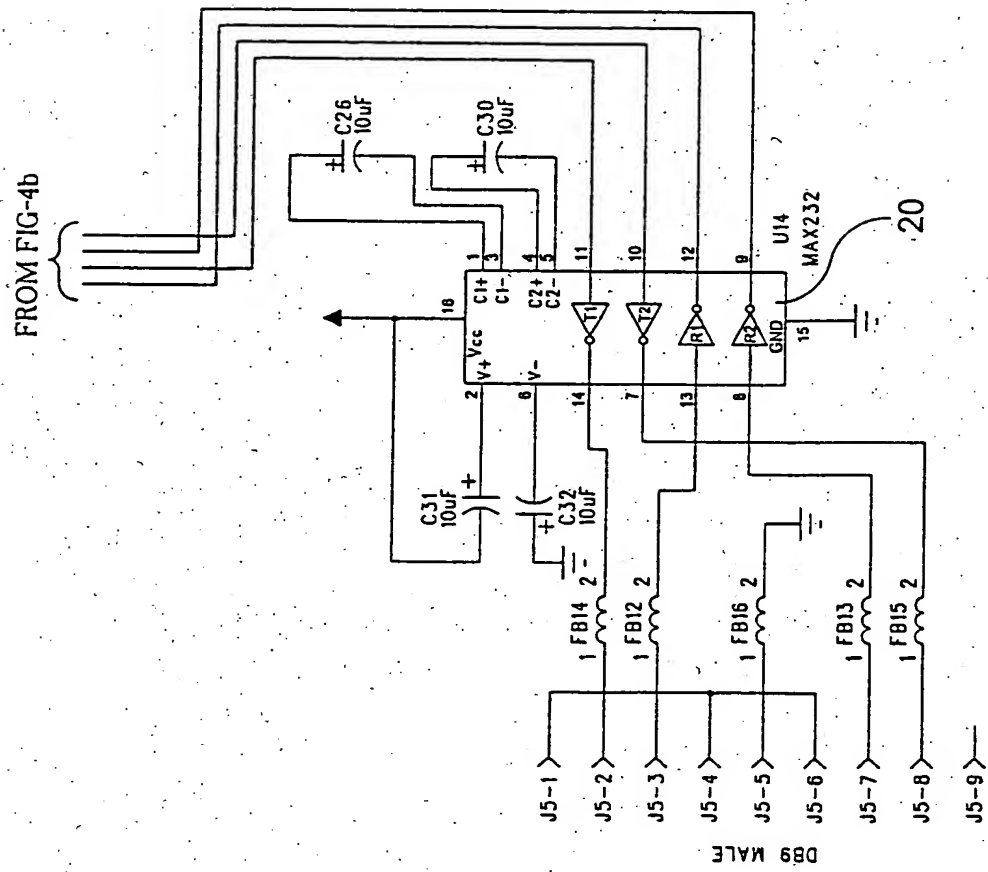 FROM FIG-4b
C26
10uF
C30
10uF
1
3
4
5
11
10
12
9
C1+
C1-
C2+
C2-
T1
T2
R1
R2
GND
U14
MAX232
20
16
Vcc
V+
V-
2
6
14
7
13
8
15
C31
10uF
+
C32
10uF
+
+
+
FB14
1
2
FB12
1
2
FB16
1
2
FB13
1
2
FB15
1
2
J5-1
J5-2
J5-3
J5-4
J5-5
J5-6
J5-7
J5-8
J5-9
DB9 MALE